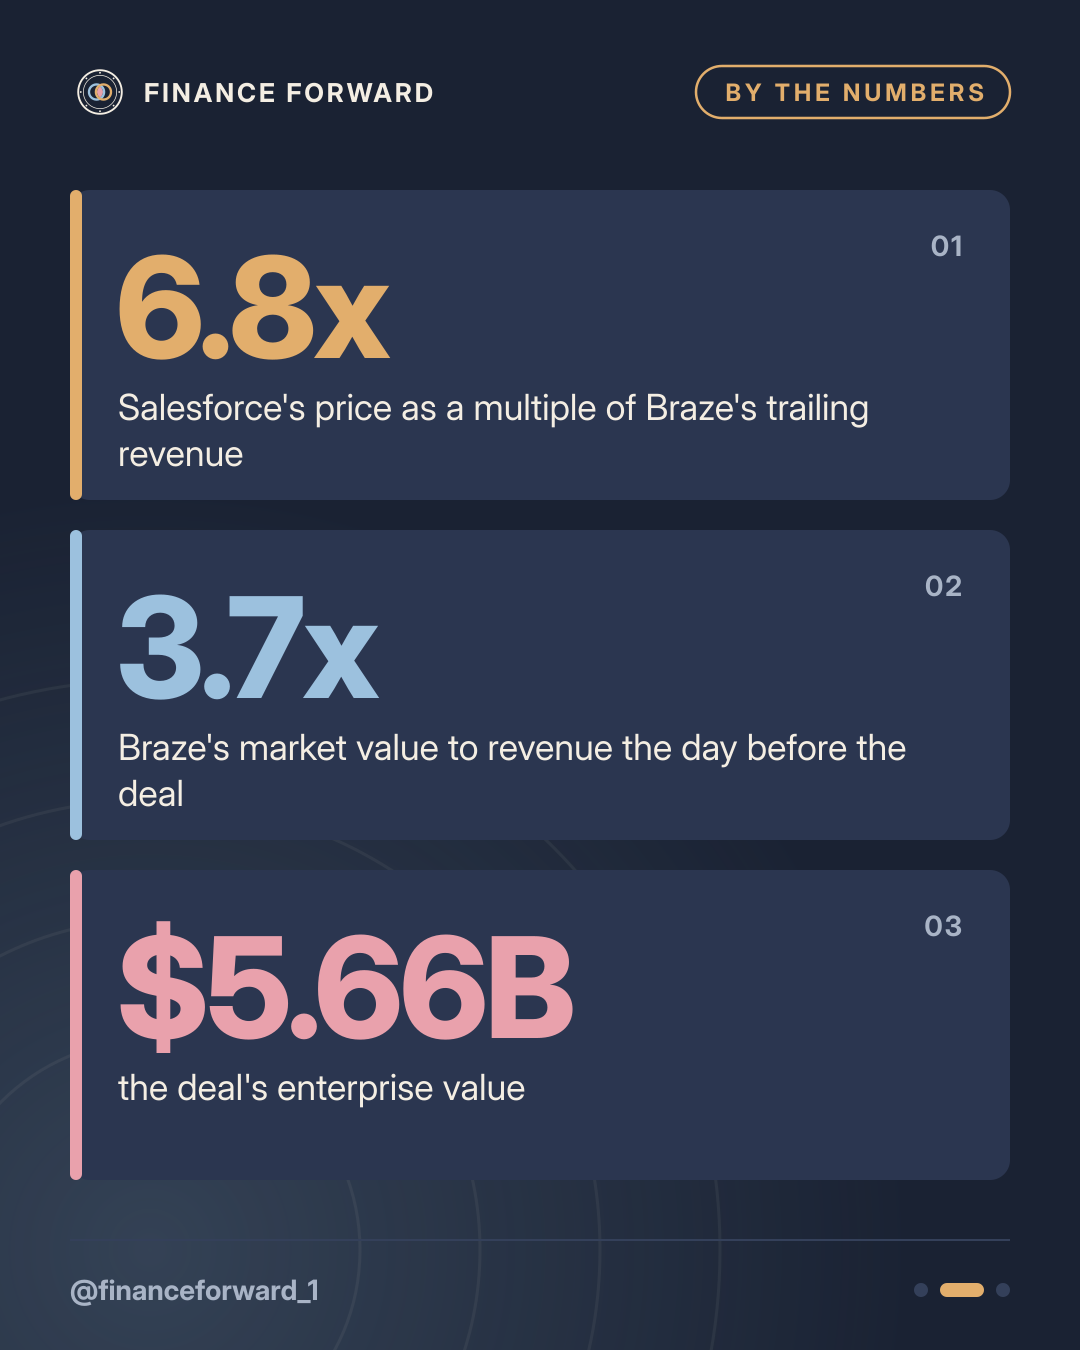 FINANCE FORWARD
BY THE NUMBERS
01
6.8x
Salesforce's price as a multiple of Braze's trailing
revenue
02
3.7x
Braze's market value to revenue the day before the
deal
03
$5.66B
the deal's enterprise value
@financeforward_1